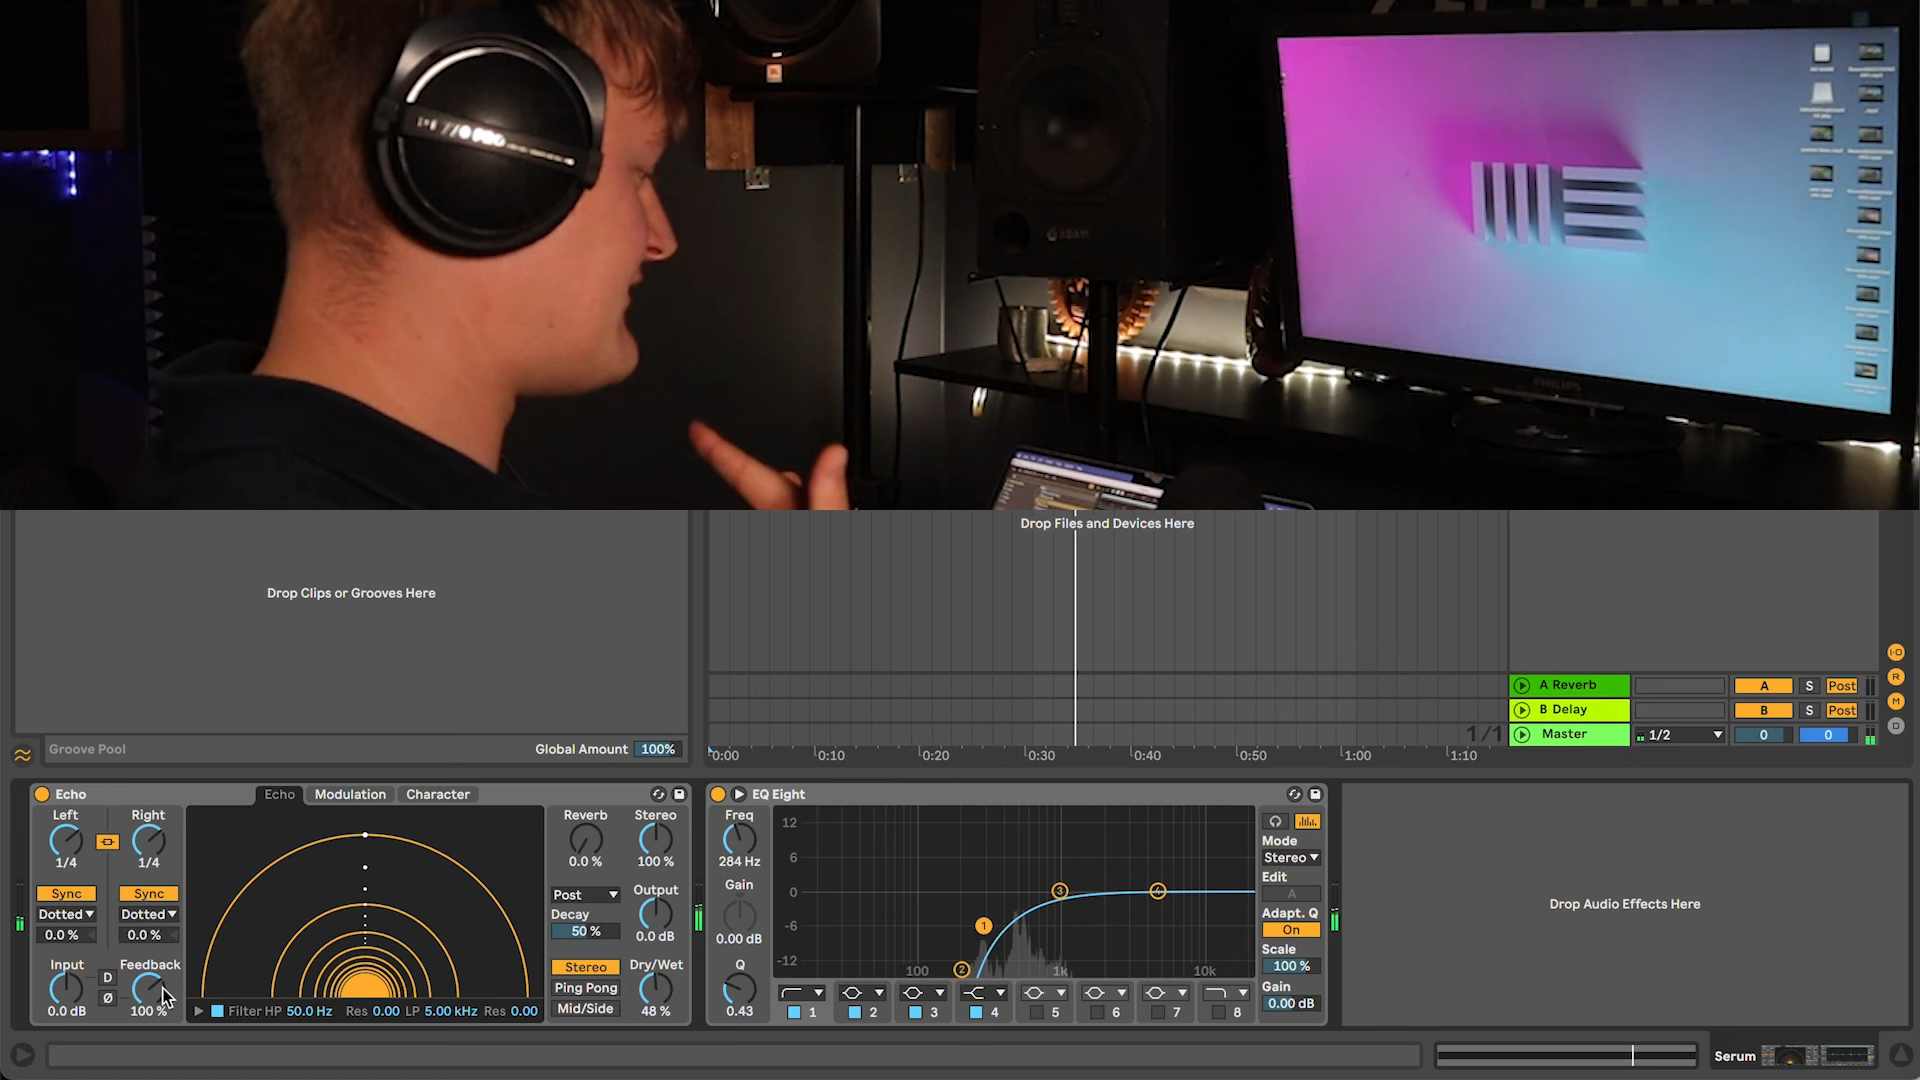 PRO
ADAM
PHILIPS
Drop Files and Devices Here
Drop Clips or Grooves Here
A Reverb A S Post
B Delay B S Post
1/1 Master 1/2 0 0
Groove Pool Global Amount 100%
0:00 0:10 0:20 0:30 0:40 0:50 1:00 1:10
I·O
R
M
D
Echo Echo Modulation Character
Left Right
1/4 1/4
Sync Sync
Dotted Dotted
0.0 % 0.0 %
Input D Feedback
Ø
0.0 dB 100 %
Filter HP 50.0 Hz Res 0.00 LP 5.00 kHz Res 0.00
Reverb Stereo
0.0 % 100 %
Post Output
Decay
50 % 0.0 dB
Stereo Dry/Wet
Ping Pong
Mid/Side 48 %
EQ Eight
Freq
284 Hz
Gain
0.00 dB
Q
0.43
12
6
0
-6
-12
100 1k 10k
1 2 3 4
1 2 3 4 5 6 7 8
Mode
Stereo
Edit
A
Adapt. Q
On
Scale
100 %
Gain
0.00 dB
Drop Audio Effects Here
Serum